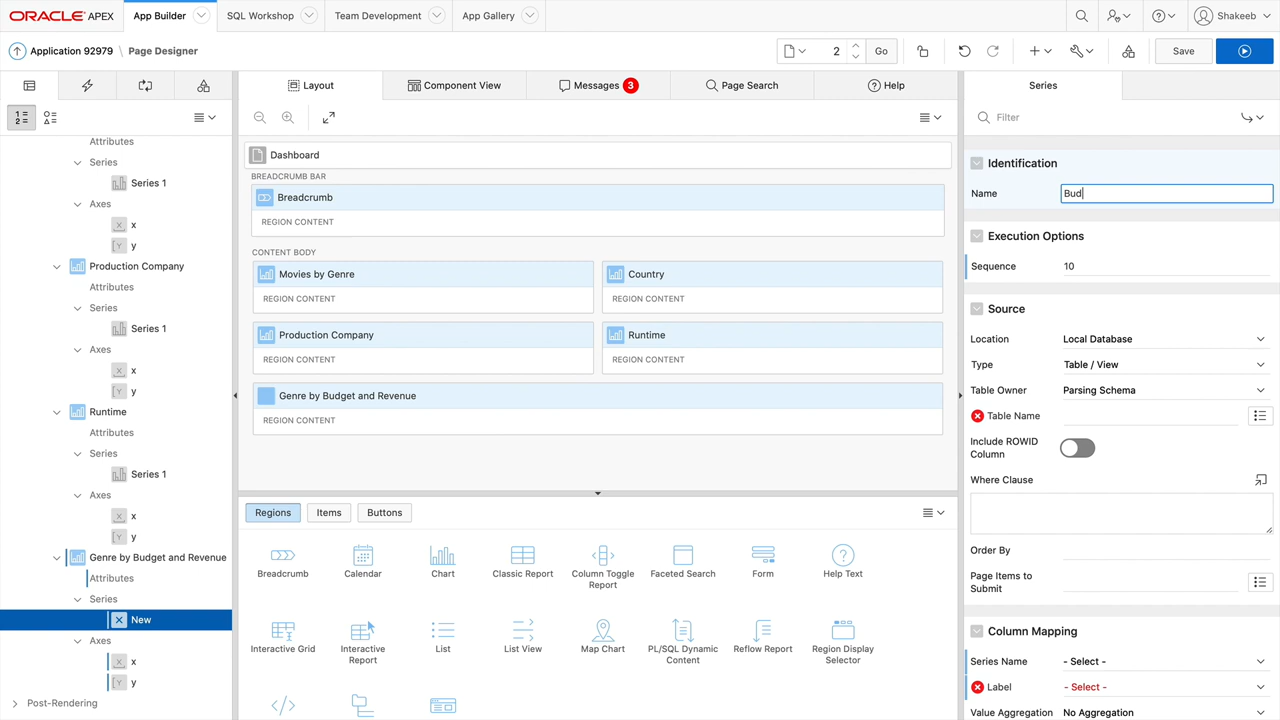 ORACLE APEX
App Builder
SQL Workshop
Team Development
App Gallery
Shakeeb
Application 92979 \ Page Designer
2
Go
Save
Layout
Component View
Messages 3
Page Search
Help
Series
Filter
Attributes
Series
Series 1
Axes
x
y
Production Company
Attributes
Series
Series 1
Axes
x
y
Runtime
Attributes
Series
Series 1
Axes
x
y
Genre by Budget and Revenue
Attributes
Series
New
Axes
x
y
Post-Rendering
Dashboard
BREADCRUMB BAR
Breadcrumb
REGION CONTENT
CONTENT BODY
Movies by Genre
REGION CONTENT
Country
REGION CONTENT
Production Company
REGION CONTENT
Runtime
REGION CONTENT
Genre by Budget and Revenue
REGION CONTENT
Regions
Items
Buttons
Breadcrumb
Calendar
Chart
Classic Report
Column Toggle
Report
Faceted Search
Form
Help Text
Interactive Grid
Interactive
Report
List
List View
Map Chart
PL/SQL Dynamic
Content
Reflow Report
Region Display
Selector
Identification
Name Bud
Execution Options
Sequence 10
Source
Location Local Database
Type Table / View
Table Owner Parsing Schema
Table Name
Include ROWID
Column
Where Clause
Order By
Page Items to
Submit
Column Mapping
Series Name - Select -
Label - Select -
Value Aggregation No Aggregation